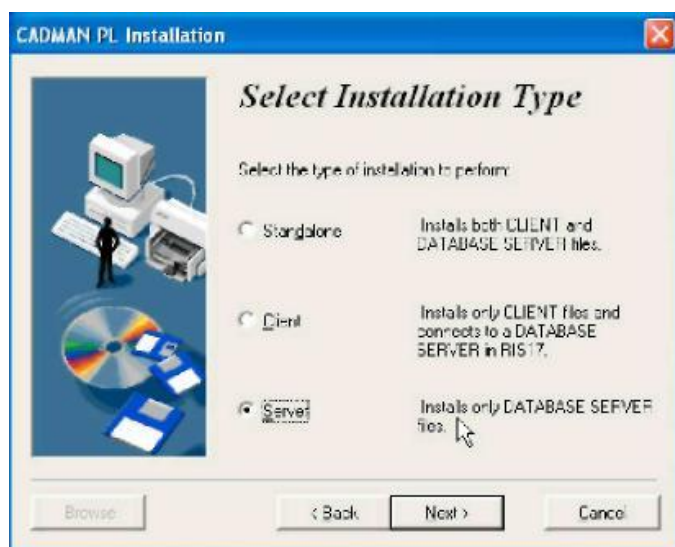 CADMAN PL Installation
Select Installation Type
Select the type of installation to perform:
Standalone
Installs both CLIENT and
DATABASE SERVER files.
Client
Installs only CLIENT files and
connects to a DATABASE
SERVER in RIS17.
Server
Installs only DATABASE SERVER
files.
Browse
< Back
Next >
Cancel